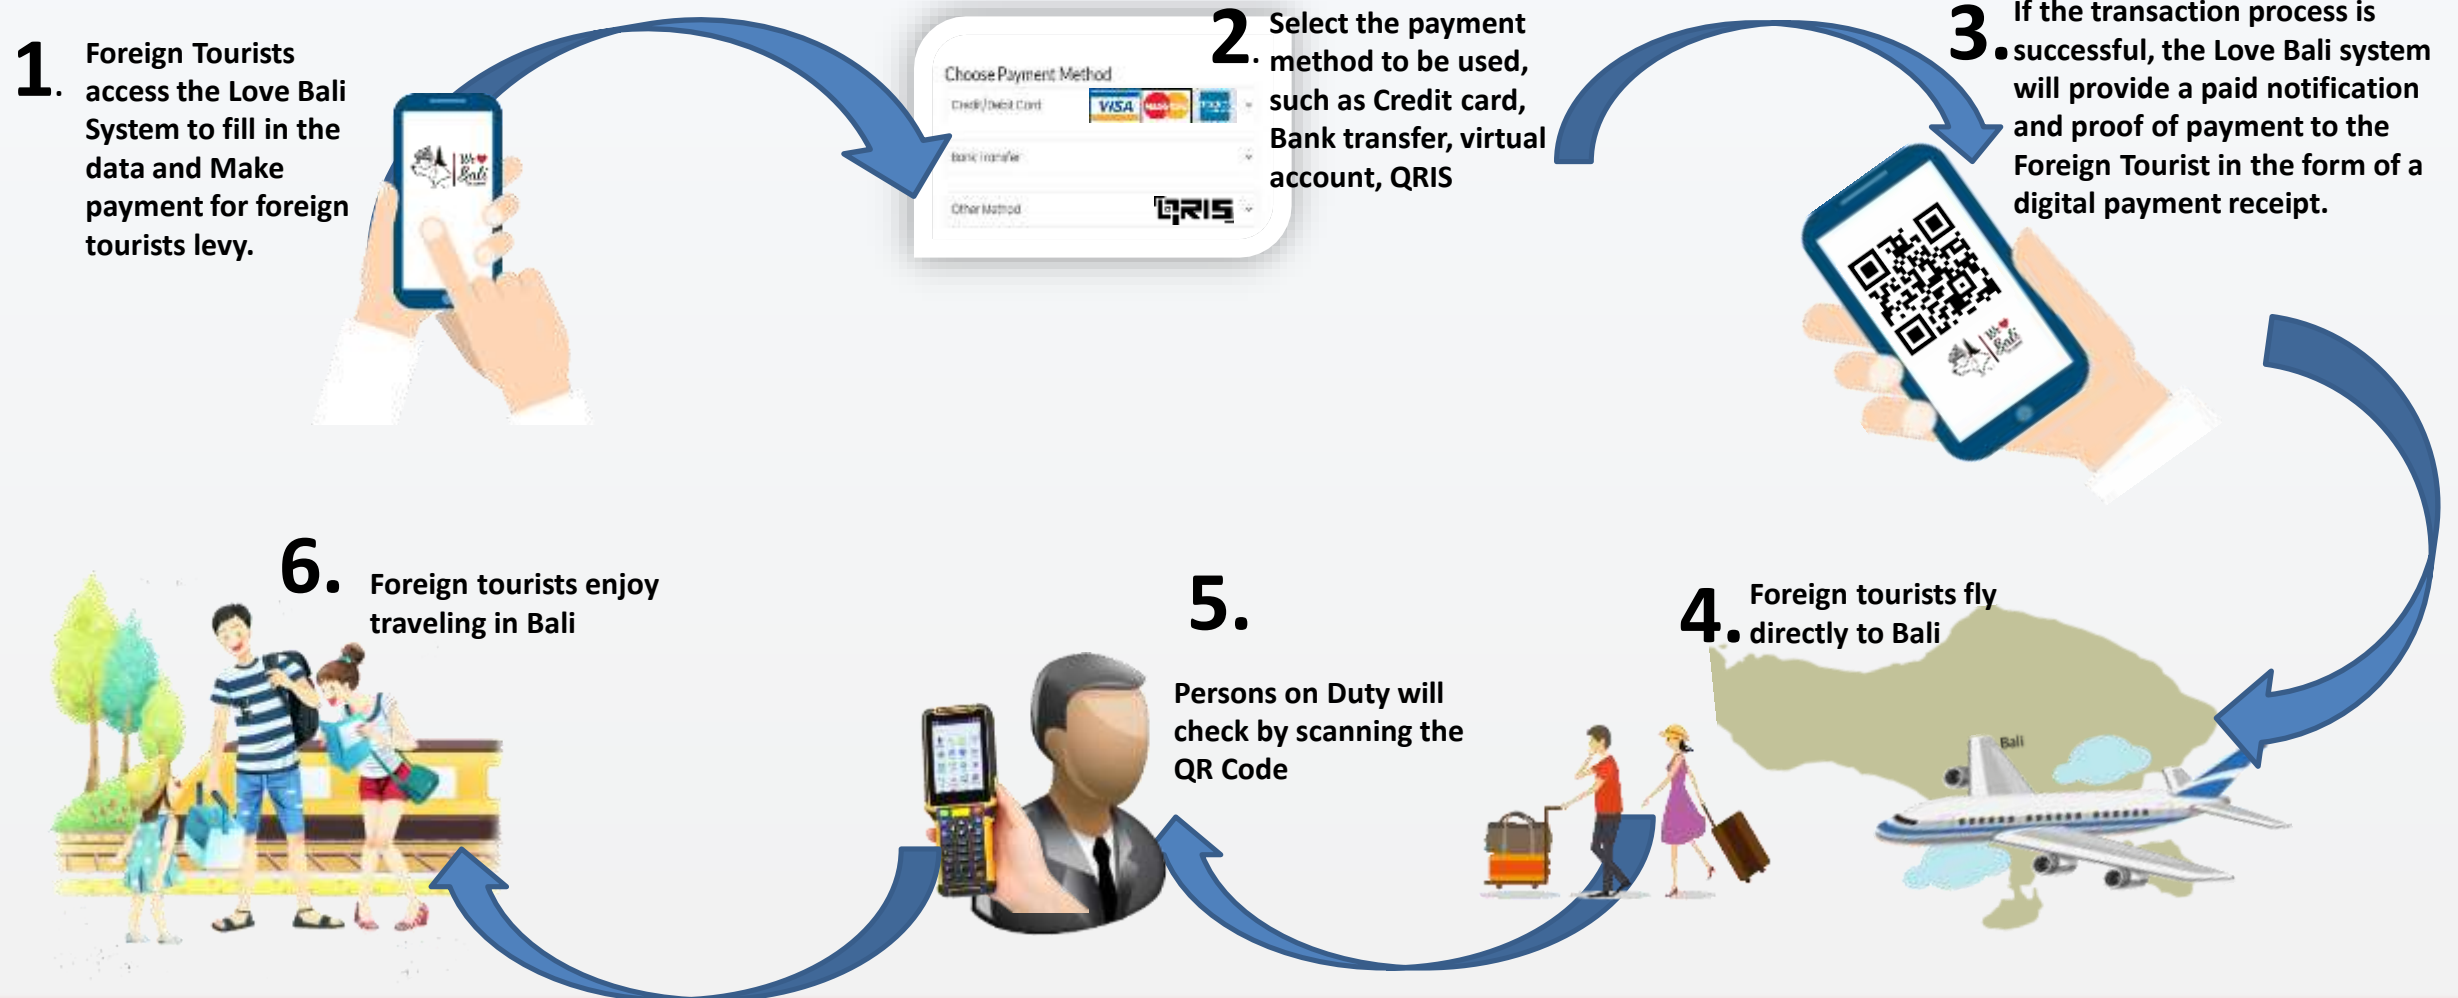 1.
Foreign Tourists
access the Love Bali
System to fill in the
data and Make
payment for foreign
tourists levy.
We
Bali
Choose Payment Method
Credit/Debit Card
VISA
Bank Transfer
Other Method
QRIS
2.
Select the payment
method to be used,
such as Credit card,
Bank transfer, virtual
account, QRIS
3.
If the transaction process is
successful, the Love Bali system
will provide a paid notification
and proof of payment to the
Foreign Tourist in the form of a
digital payment receipt.
We
Bali
4.
Foreign tourists fly
directly to Bali
Bali
5.
Persons on Duty will
check by scanning the
QR Code
6.
Foreign tourists enjoy
traveling in Bali